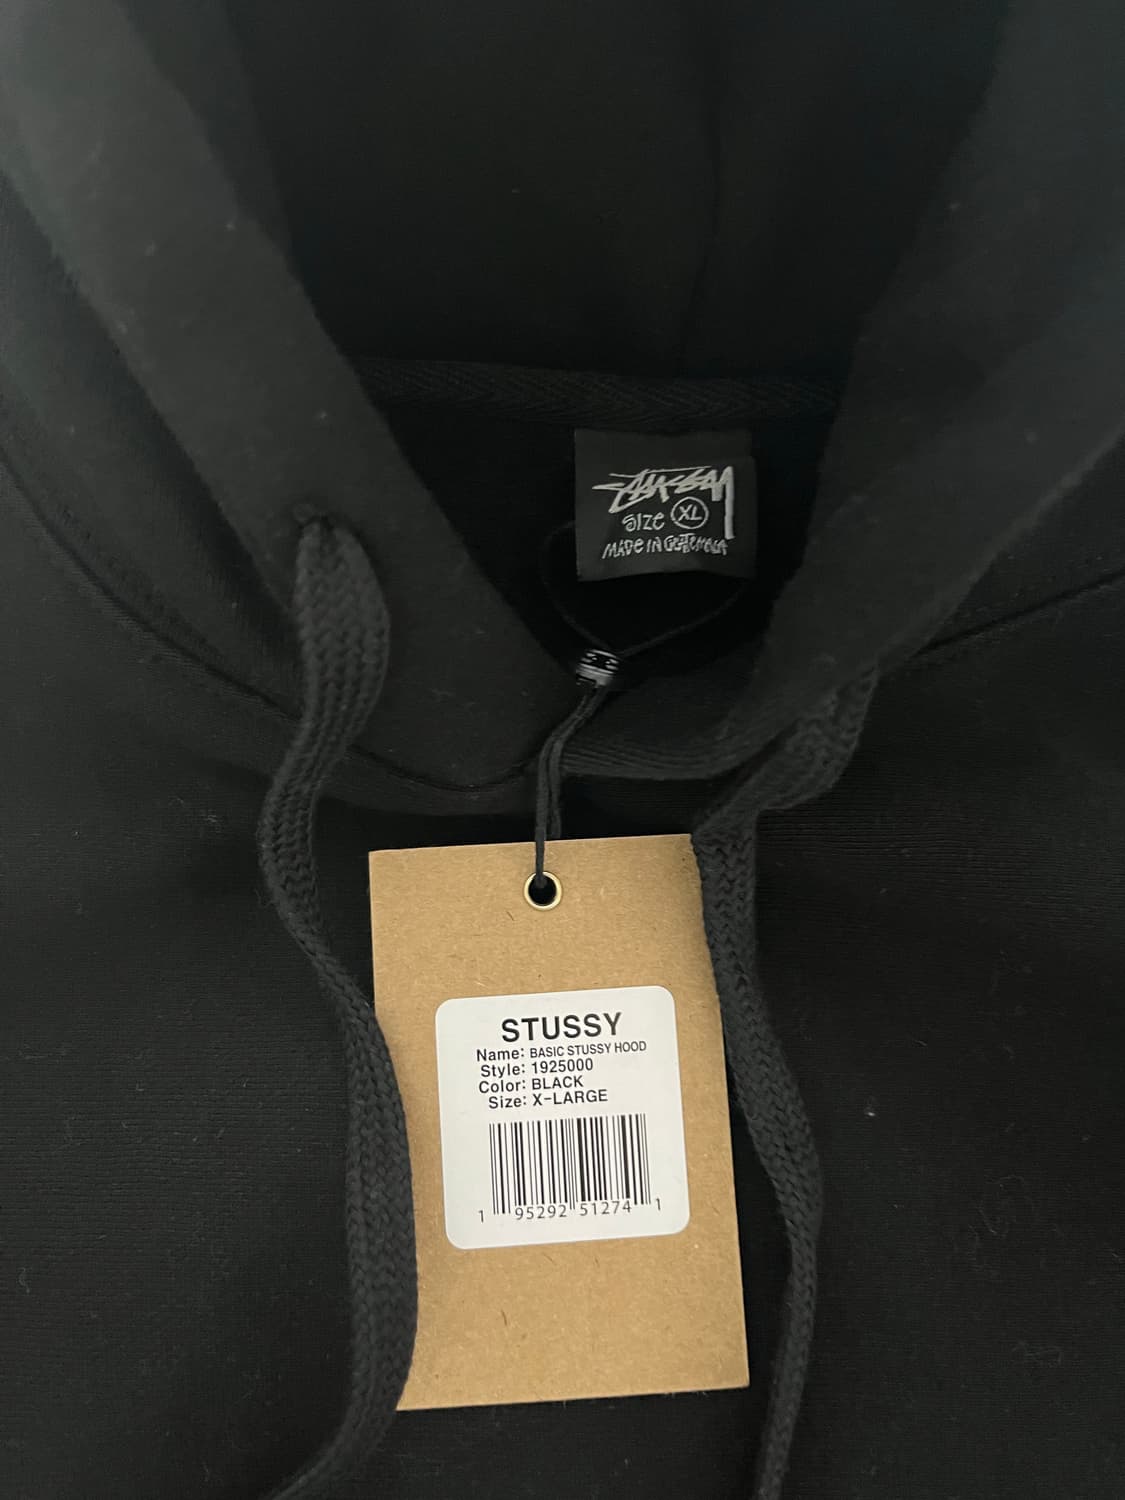 STUSSY
SIZE XL
MADE IN GUATEMALA
STUSSY
Name: BASIC STUSSY HOOD
Style: 1925000
Color: BLACK
Size: X-LARGE
1 95292 51274 1